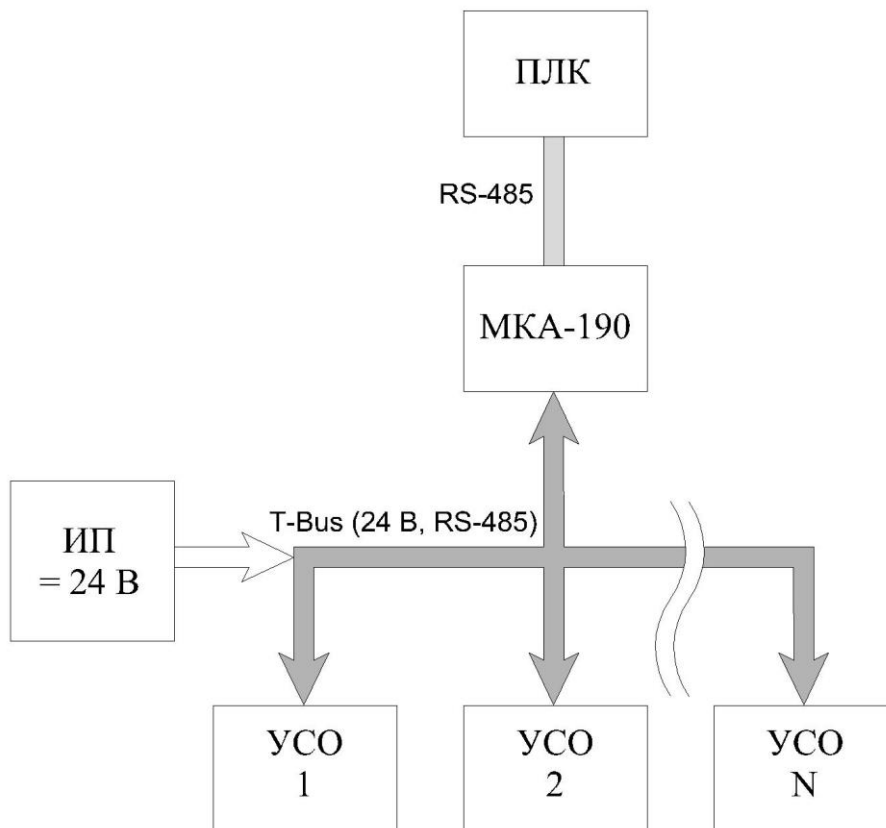 ПЛК
RS-485
МКА-190
T-Bus (24 В, RS-485)
ИП
= 24 В
УСО
1
УСО
2
УСО
N